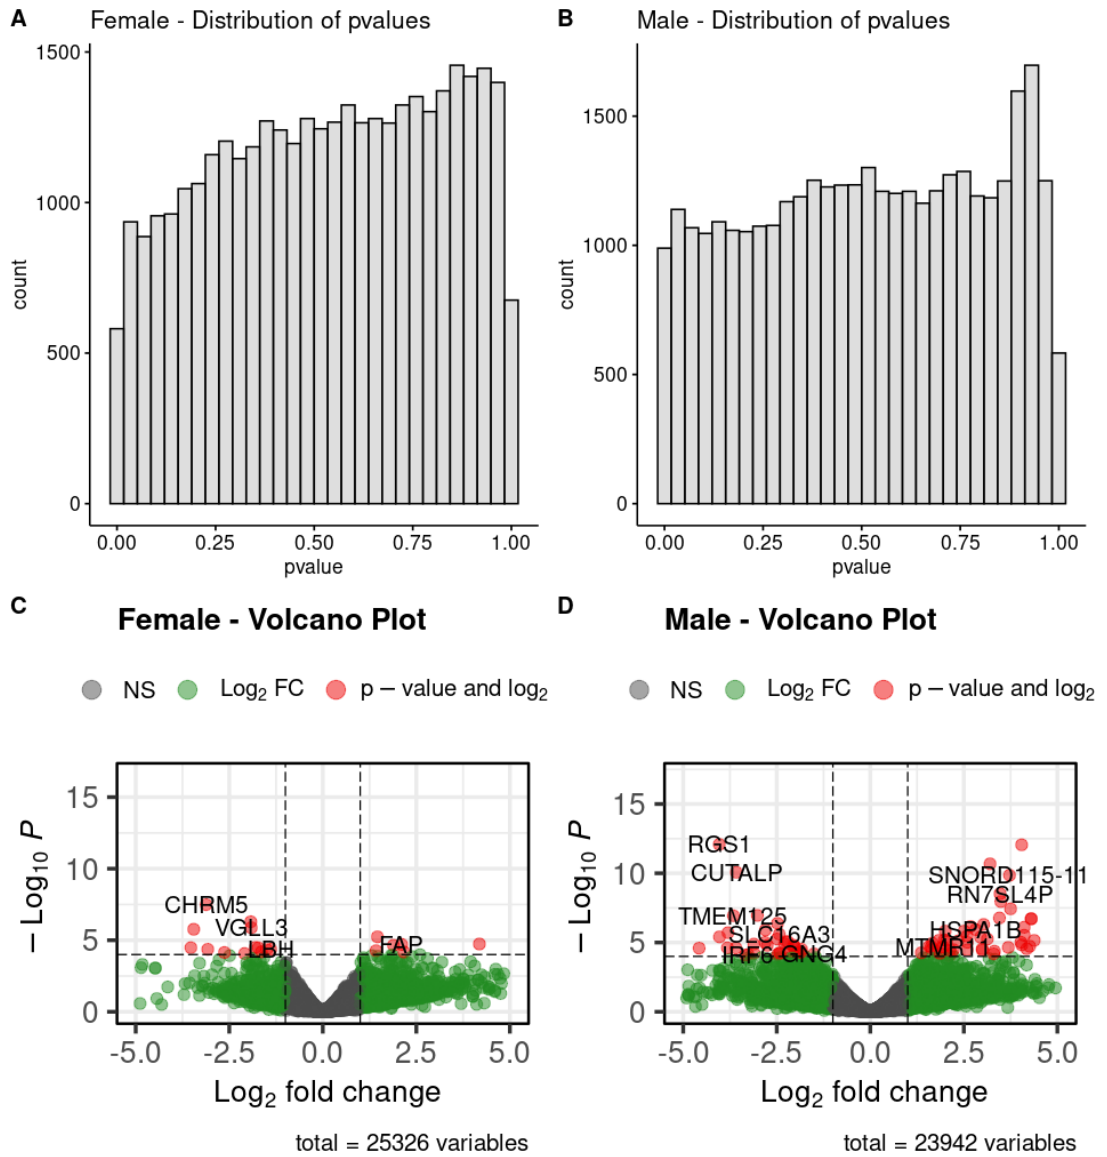 A
Female - Distribution of pvalues
1500
1000
500
0
count
0.00 0.25 0.50 0.75 1.00
pvalue
B
Male - Distribution of pvalues
1500
1000
500
0
count
0.00 0.25 0.50 0.75 1.00
pvalue
C
Female - Volcano Plot
NS Log₂ FC p – value and log₂
15
10
5
0
– Log₁₀ P
CHRM5
VGLL3
LBH
FAP
-5.0 -2.5 0.0 2.5 5.0
Log₂ fold change
total = 25326 variables
D
Male - Volcano Plot
NS Log₂ FC p – value and log₂
15
10
5
0
– Log₁₀ P
RGS1
CUTALP
SNORD115-11
RN7SL4P
TMEM125
SLC16A3
HSPA1B
IRF6 GNG4
MTMR11
-5.0 -2.5 0.0 2.5 5.0
Log₂ fold change
total = 23942 variables